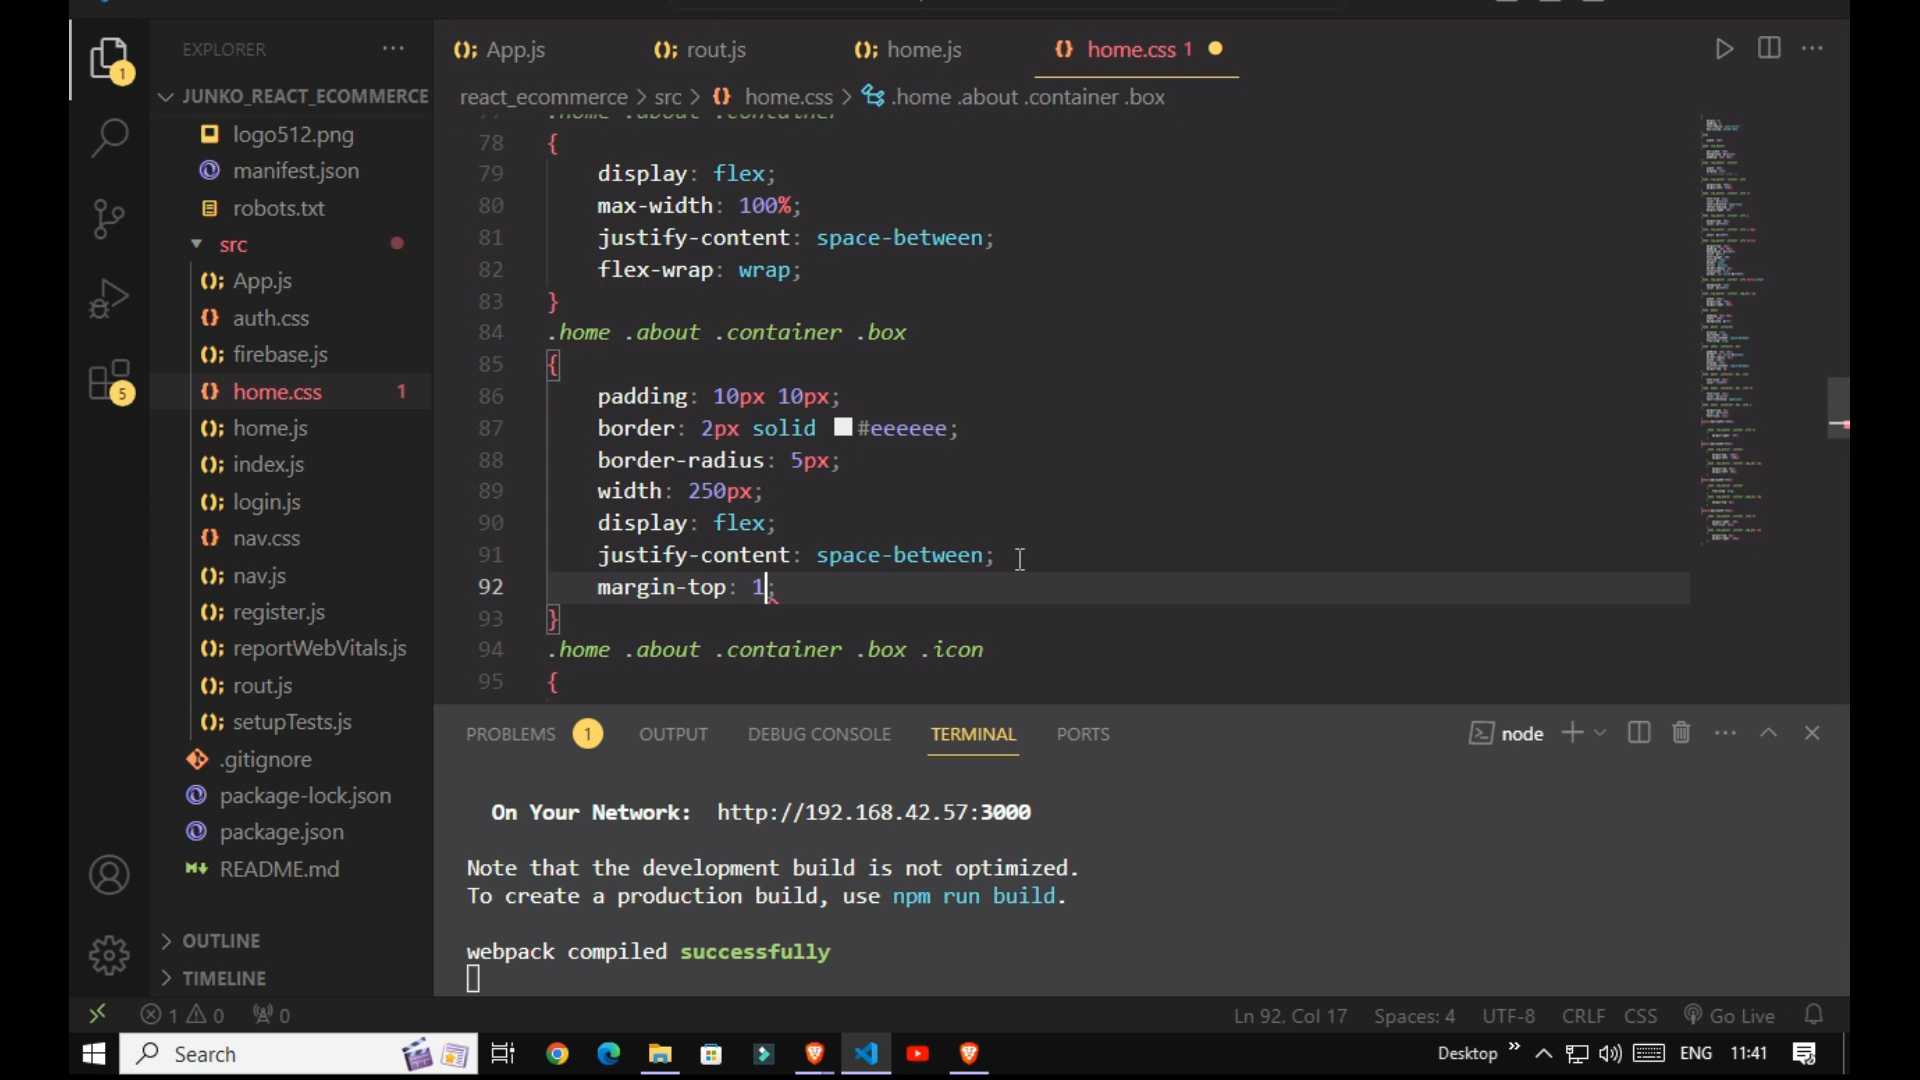 EXPLORER
JUNKO_REACT_ECOMMERCE
logo512.png
manifest.json
robots.txt
src
App.js
auth.css
firebase.js
home.css 1
home.js
index.js
login.js
nav.css
nav.js
register.js
reportWebVitals.js
rout.js
setupTests.js
.gitignore
package-lock.json
package.json
README.md
OUTLINE
TIMELINE
1
5
App.js rout.js home.js home.css 1
react_ecommerce > src > home.css > .home .about .container .box
.home .about .container
78 {
79 display: flex;
80 max-width: 100%;
81 justify-content: space-between;
82 flex-wrap: wrap;
83 }
84 .home .about .container .box
85 {
86 padding: 10px 10px;
87 border: 2px solid #eeeeee;
88 border-radius: 5px;
89 width: 250px;
90 display: flex;
91 justify-content: space-between;
92 margin-top: 1;
93 }
94 .home .about .container .box .icon
95 {
PROBLEMS 1 OUTPUT DEBUG CONSOLE TERMINAL PORTS node
On Your Network: http://192.168.42.57:3000
Note that the development build is not optimized.
To create a production build, use npm run build.
webpack compiled successfully
1 0 0 Ln 92, Col 17 Spaces: 4 UTF-8 CRLF CSS Go Live
Search Desktop ENG 11:41